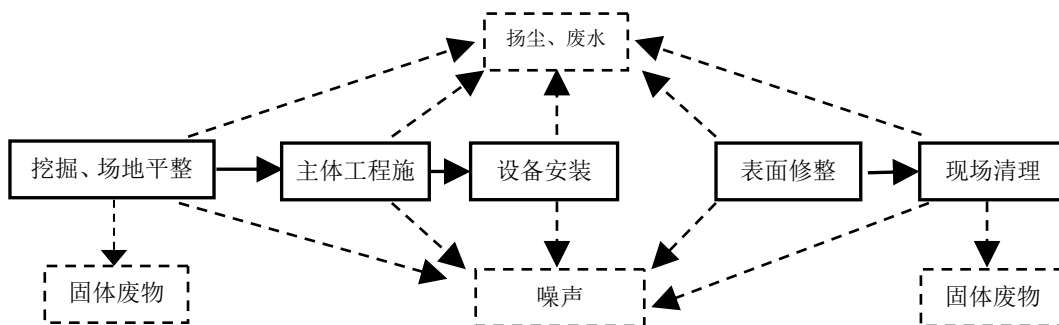 扬尘、废水
挖掘、场地平整
主体工程施
设备安装
表面修整
现场清理
固体废物
噪声
固体废物